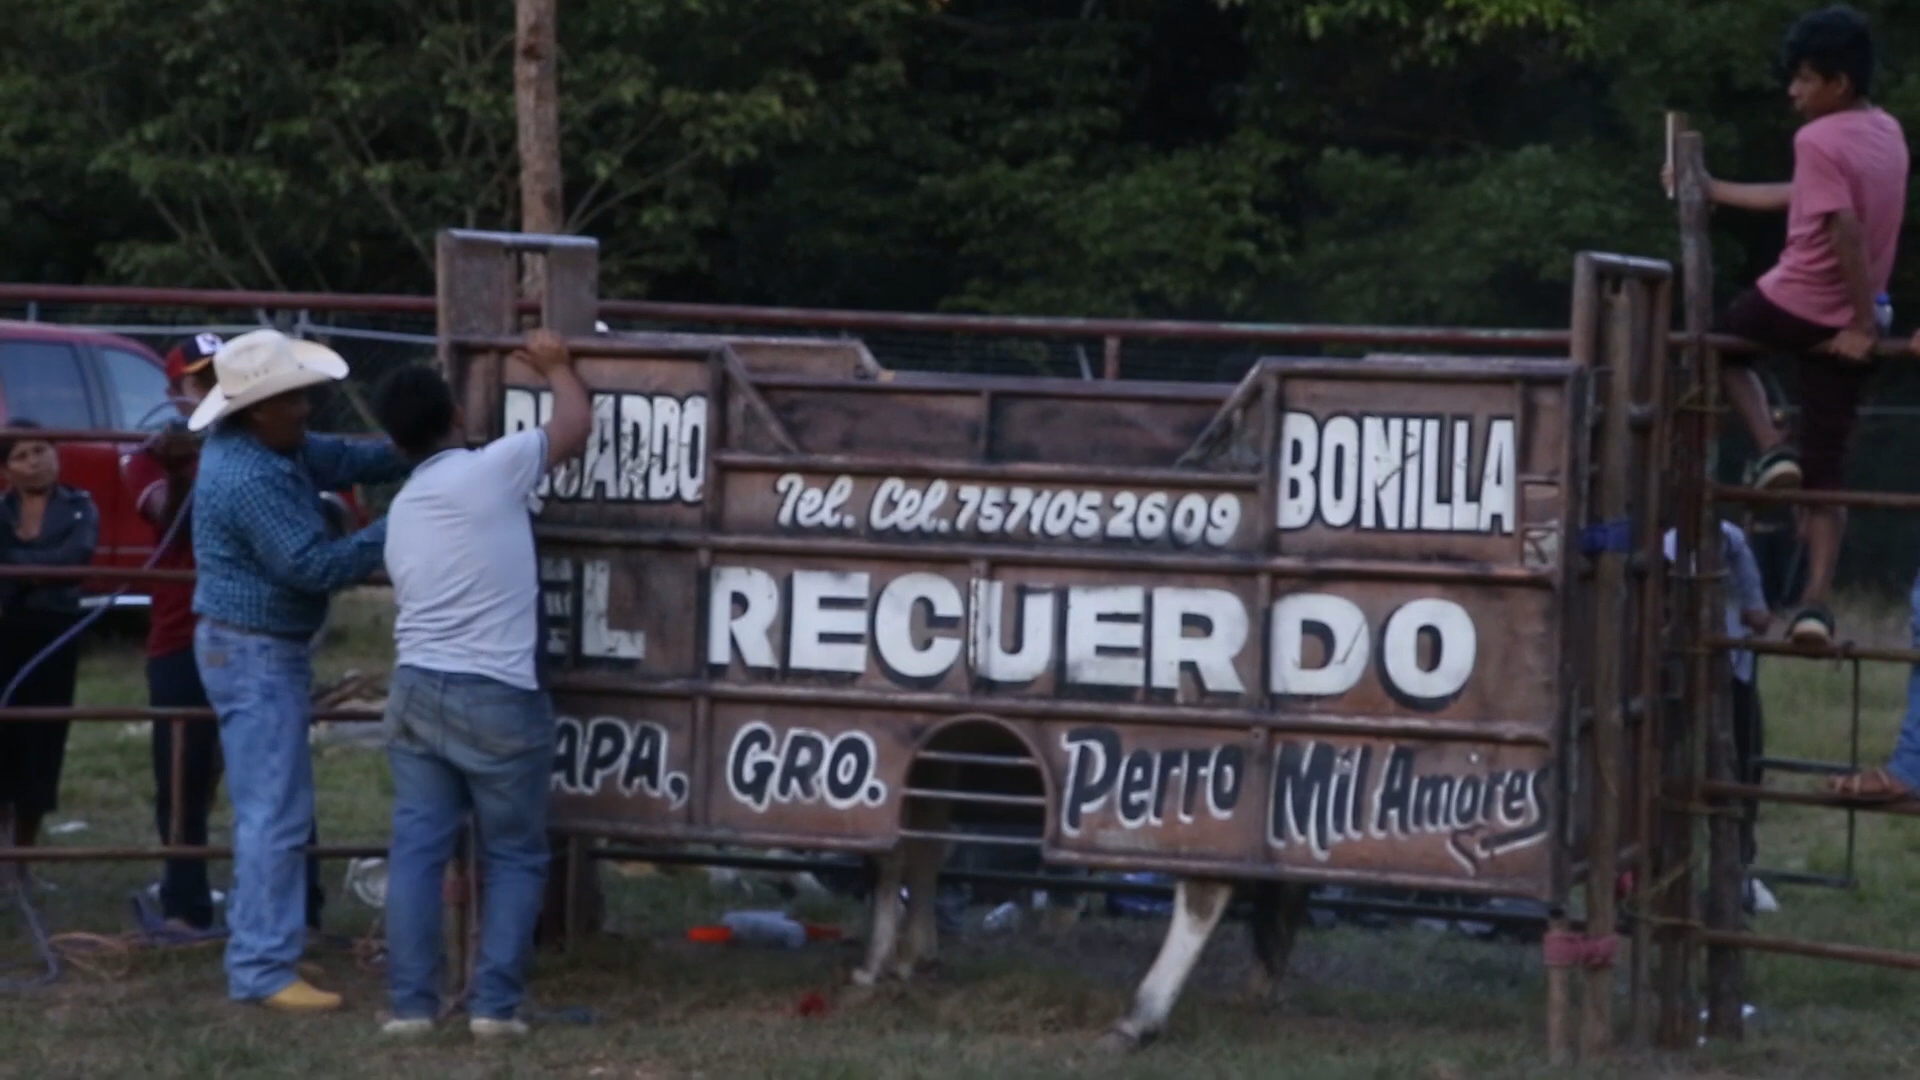 BONILLA
Tel. Cel. 7571052609
EL RECUERDO
GRO. Perro Mil Amores